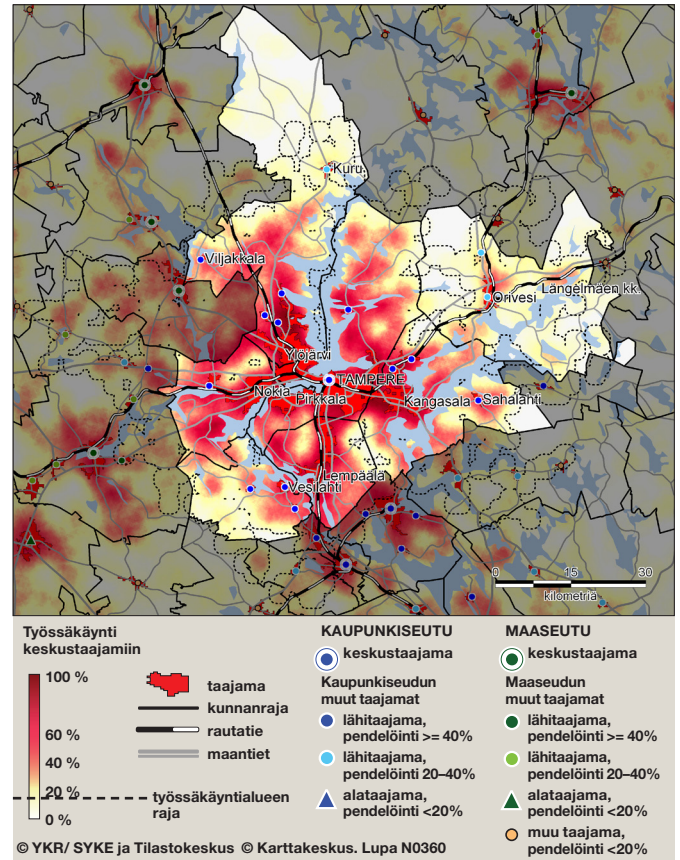 Kuru
Viljakkala
Orivesi
Längelmäen kk.
Ylöjärvi
TAMPERE
Nokia
Pirkkala
Kangasala
Sahalahti
Lempäälä
Vesilahti
0 15 30
kilometriä
Työssäkäynti
keskustaajamiin
100 %
60 %
40 %
20 %
0 %
taajama
kunnanraja
rautatie
maantiet
työssäkäyntialueen
raja
KAUPUNKISEUTU
keskustaajama
Kaupunkiseudun
muut taajamat
lähitaajama,
pendelöinti >= 40%
lähitaajama,
pendelöinti 20–40%
alataajama,
pendelöinti <20%
MAASEUTU
keskustaajama
Maaseudun
muut taajamat
lähitaajama,
pendelöinti >= 40%
lähitaajama,
pendelöinti 20–40%
alataajama,
pendelöinti <20%
muu taajama,
pendelöinti <20%
© YKR/ SYKE ja Tilastokeskus © Karttakeskus. Lupa N0360